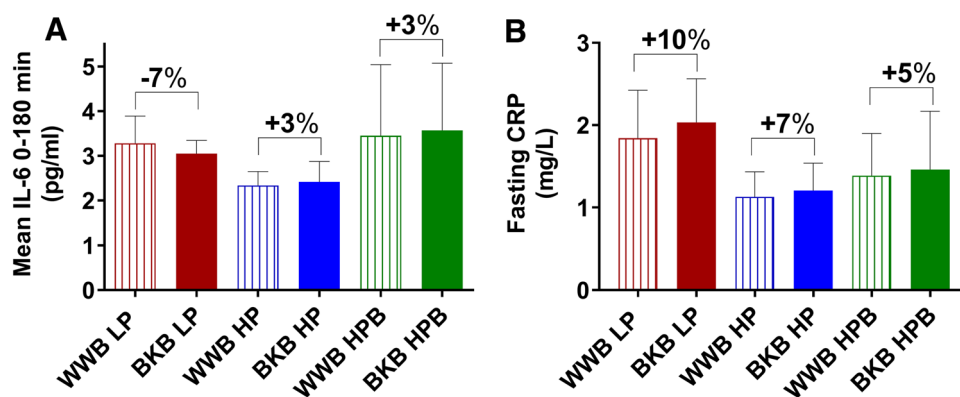 A
Mean IL-6 0-180 min
(pg/ml)
5
4
3
2
1
0
-7%
+3%
+3%
WWB LP
BKB LP
WWB HP
BKB HP
WWB HPB
BKB HPB
B
Fasting CRP
(mg/L)
3
2
1
0
+10%
+7%
+5%
WWB LP
BKB LP
WWB HP
BKB HP
WWB HPB
BKB HPB